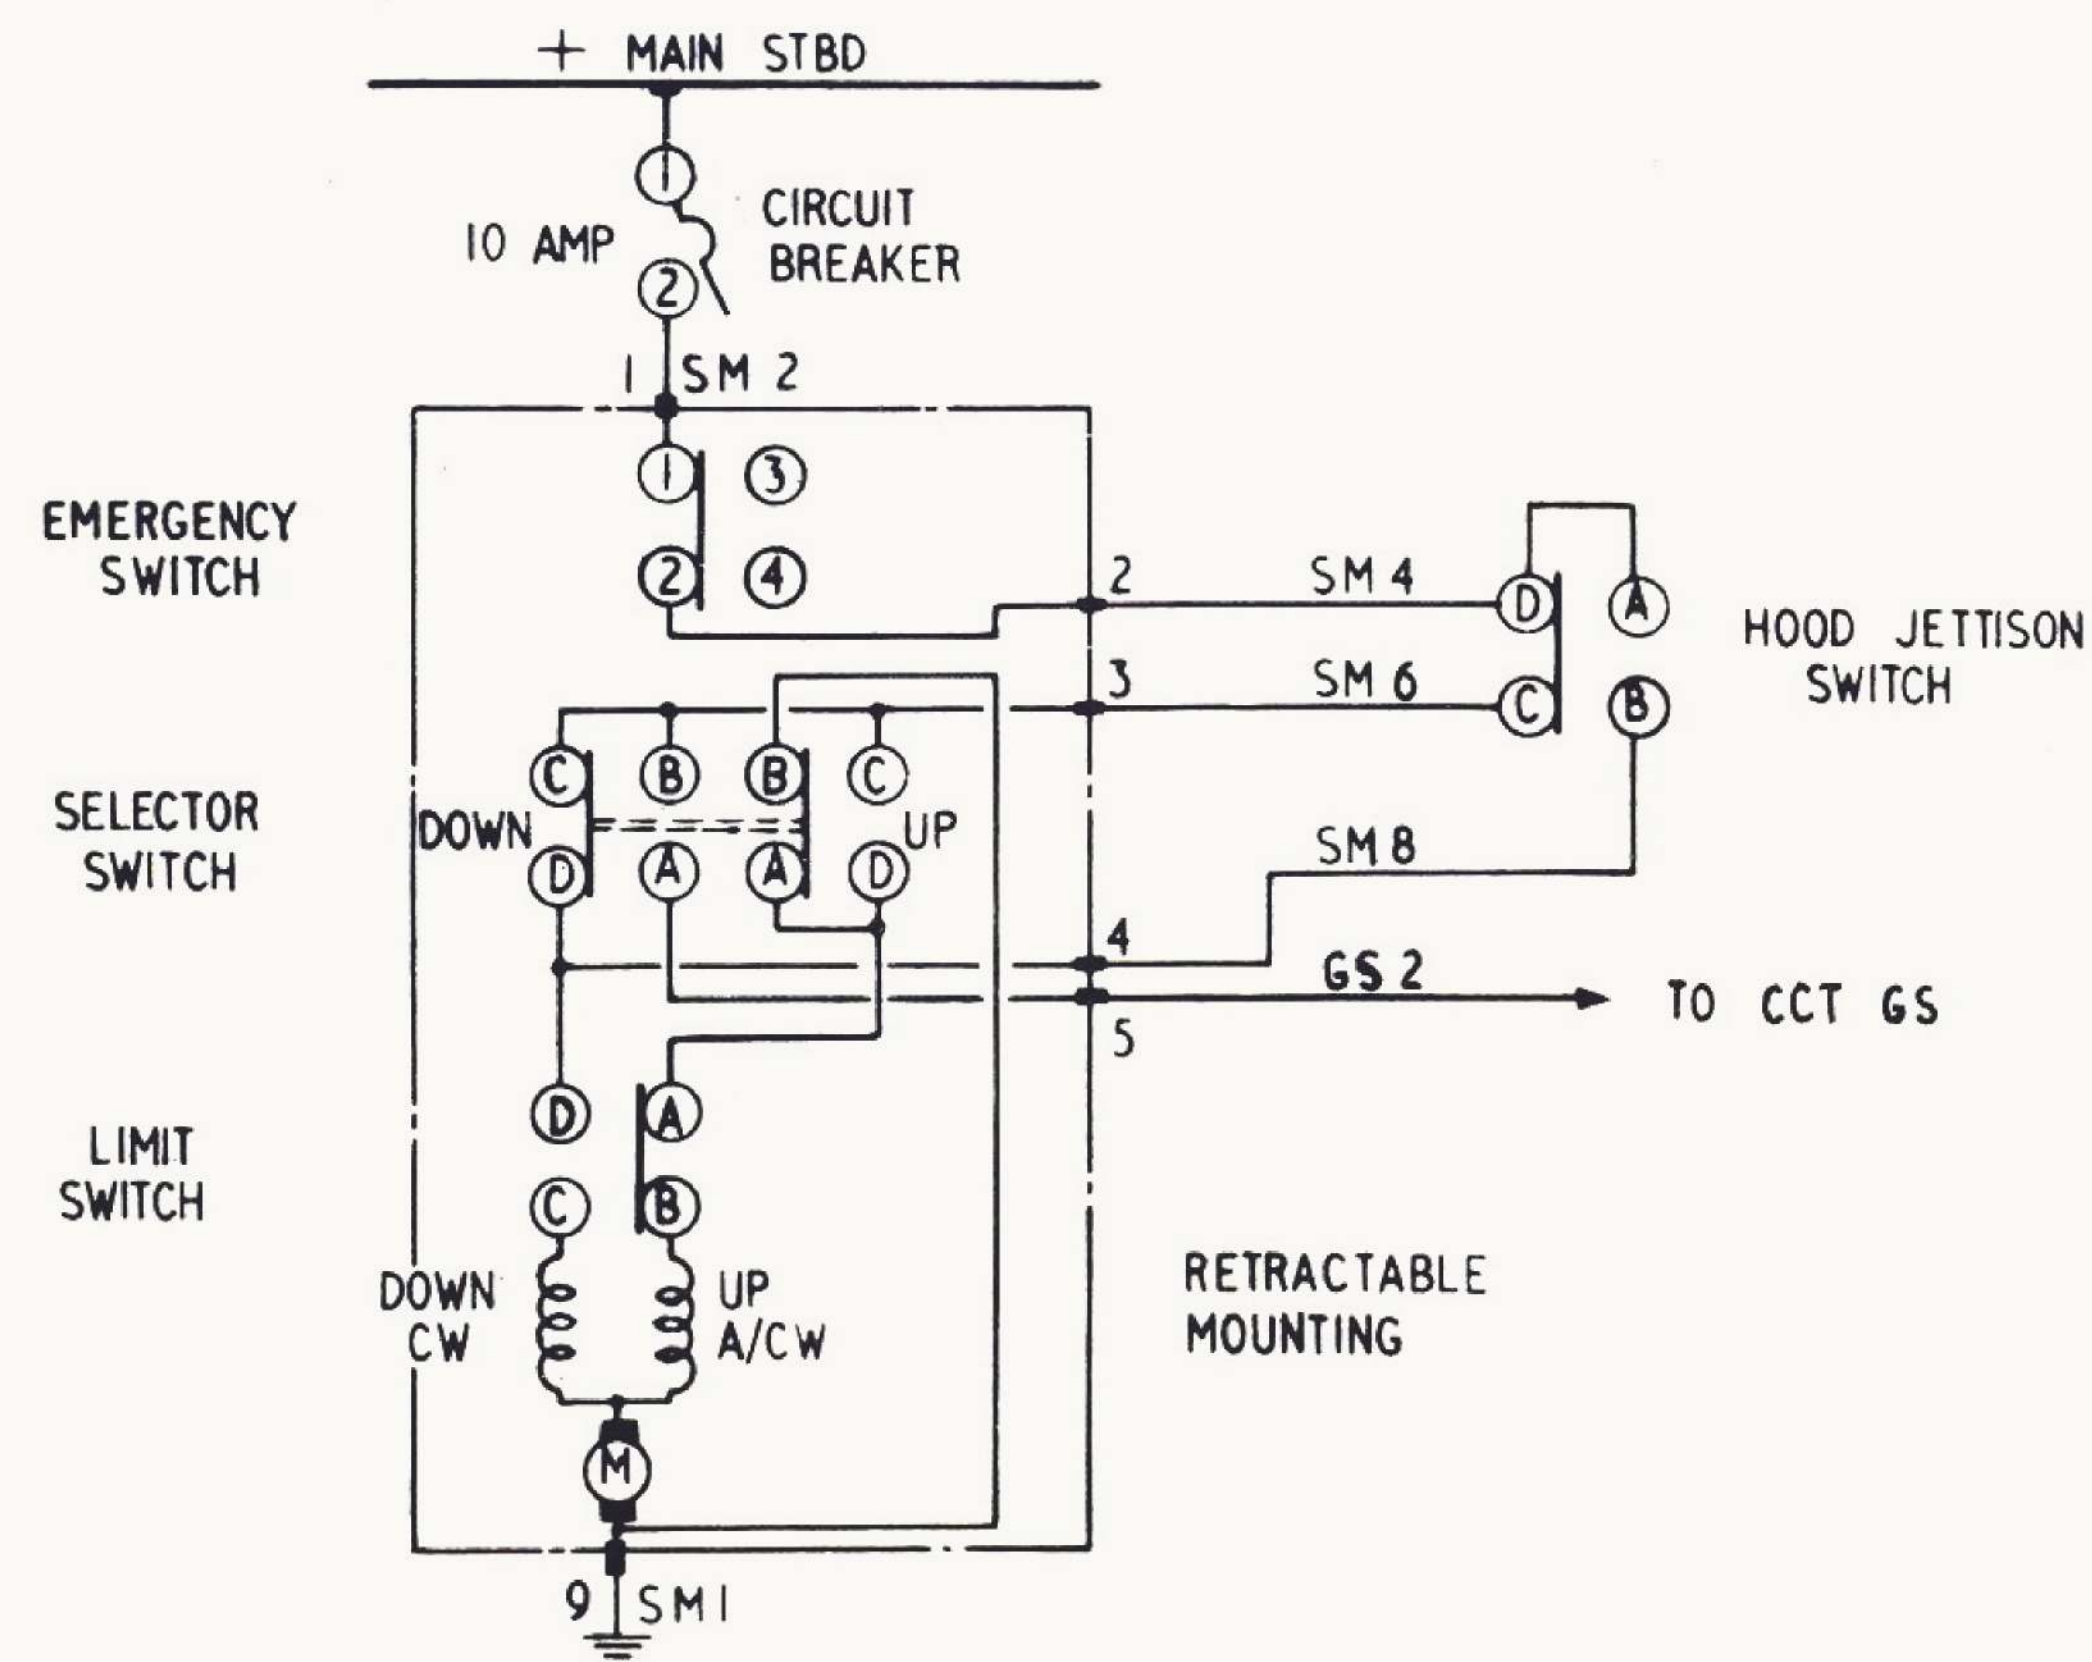 + MAIN STBD
1
CIRCUIT
BREAKER
10 AMP
2
1 SM 2
1 3
EMERGENCY
SWITCH
2 4
2 SM 4
D A
HOOD JETTISON
SWITCH
3 SM 6
C B
C B B C
SELECTOR
SWITCH
DOWN UP
D A A D
SM 8
4
GS 2
TO CCT GS
5
D A
LIMIT
SWITCH
C B
DOWN
CW
UP
A/CW
RETRACTABLE
MOUNTING
M
9 SM 1